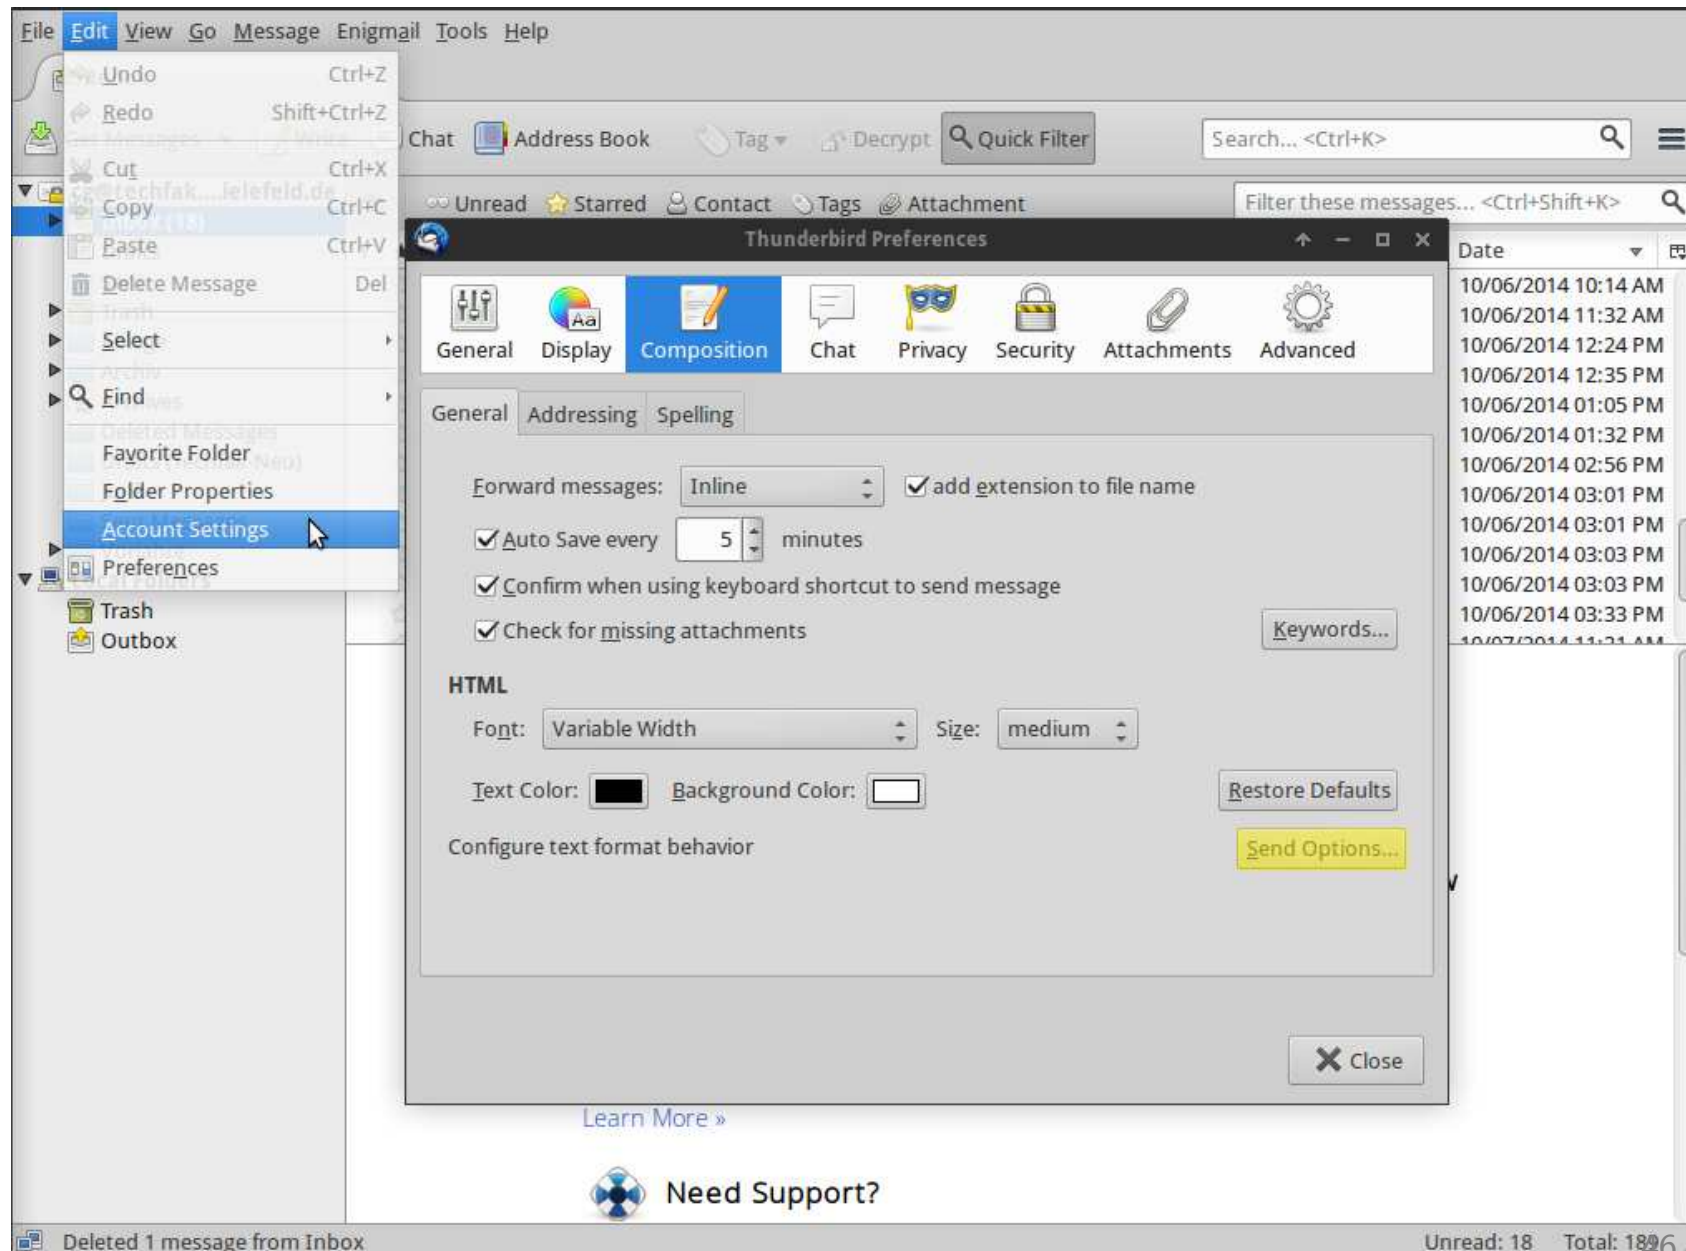 File Edit View Go Message Enigmail Tools Help
Undo Ctrl+Z
Redo Shift+Ctrl+Z
Cut Ctrl+X
Copy Ctrl+C
Paste Ctrl+V
Delete Message Del
Select
Find
Favorite Folder
Folder Properties
Account Settings
Preferences
Trash
Outbox
Chat Address Book Tag Decrypt Quick Filter Search... <Ctrl+K>
Unread Starred Contact Tags Attachment Filter these messages... <Ctrl+Shift+K>
Thunderbird Preferences
General Display Composition Chat Privacy Security Attachments Advanced
General Addressing Spelling
Forward messages: Inline add extension to file name
Auto Save every 5 minutes
Confirm when using keyboard shortcut to send message
Check for missing attachments Keywords...
HTML
Font: Variable Width Size: medium
Text Color: Background Color: Restore Defaults
Configure text format behavior Send Options...
Close
Date
10/06/2014 10:14 AM
10/06/2014 11:32 AM
10/06/2014 12:24 PM
10/06/2014 12:35 PM
10/06/2014 01:05 PM
10/06/2014 01:32 PM
10/06/2014 02:56 PM
10/06/2014 03:01 PM
10/06/2014 03:01 PM
10/06/2014 03:03 PM
10/06/2014 03:03 PM
10/06/2014 03:33 PM
10/07/2014 11:21 AM
Learn More »
Need Support?
Deleted 1 message from Inbox Unread: 18 Total: